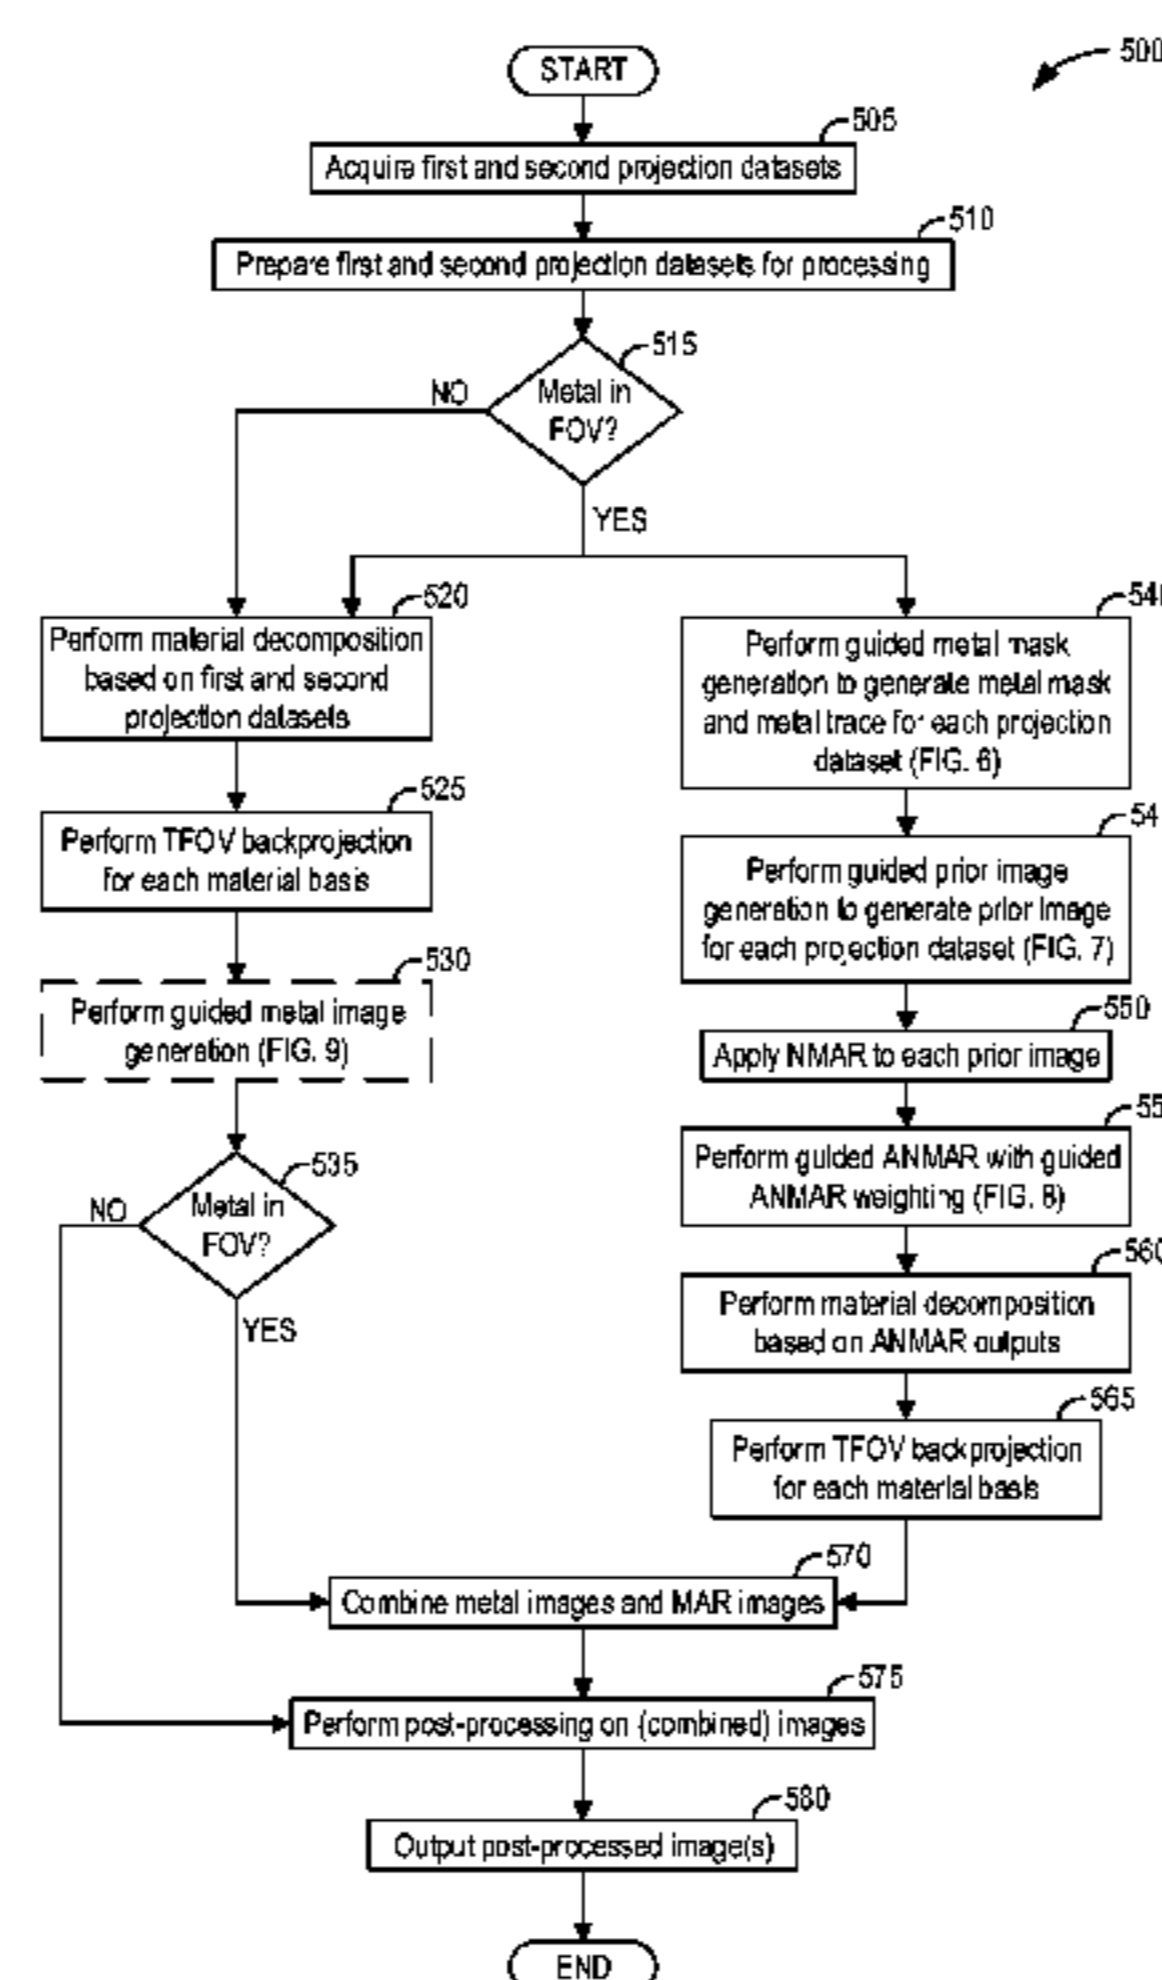 500
START
505
Acquire first and second projection datasets
510
Prepare first and second projection datasets for processing
515
Metal in
FOV?
NO
YES
520
Perform material decomposition
based on first and second
projection datasets
525
Perform TFOV backprojection
for each material basis
530
Perform guided metal image
generation (FIG. 9)
535
Metal in
FOV?
NO
YES
Perform guided metal mask
generation to generate metal mask
and metal trace for each projection
dataset (FIG. 6)
54
Perform guided prior image
generation to generate prior image
for each projection dataset (FIG. 7)
550
Apply NMAR to each prior image
55
Perform guided ANMAR with guided
ANMAR weighting (FIG. 8)
560
Perform material decomposition
based on ANMAR outputs
565
Perform TFOV backprojection
for each material basis
570
Combine metal images and MAR images
575
Perform post-processing on (combined) images
580
Output post-processed image(s)
END